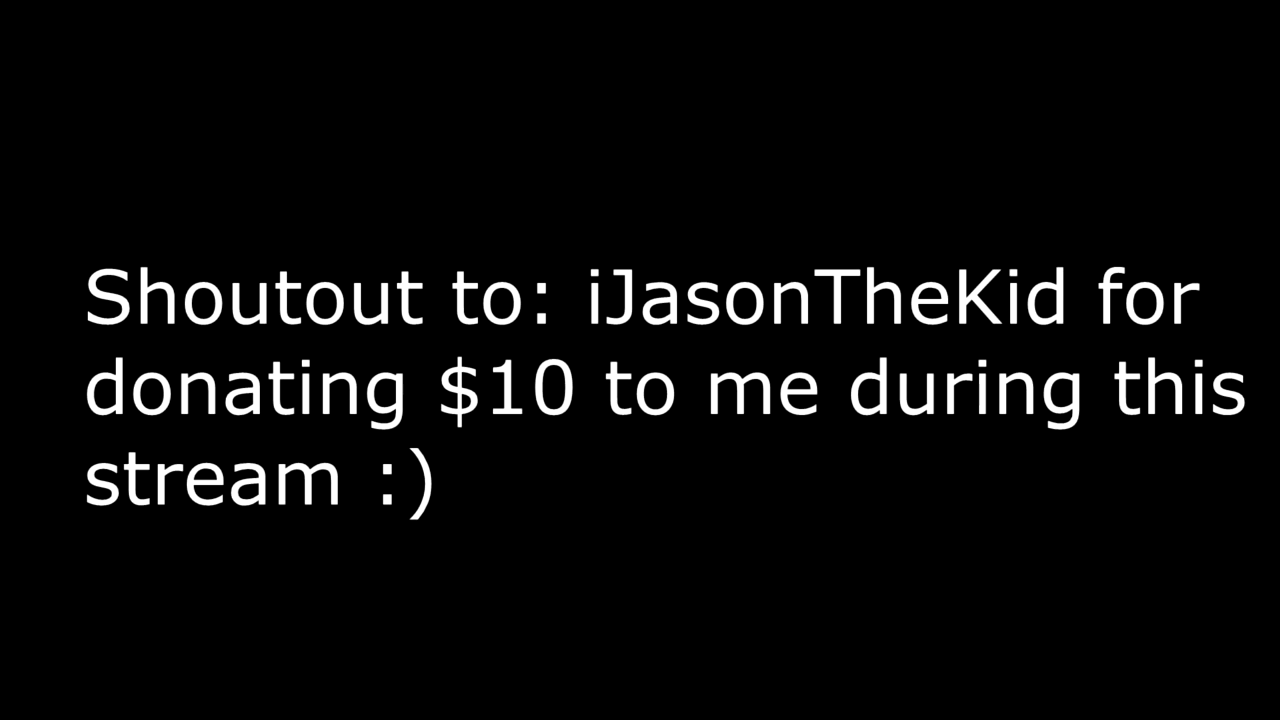 Shoutout to: iJasonTheKid for
donating $10 to me during this
stream :)